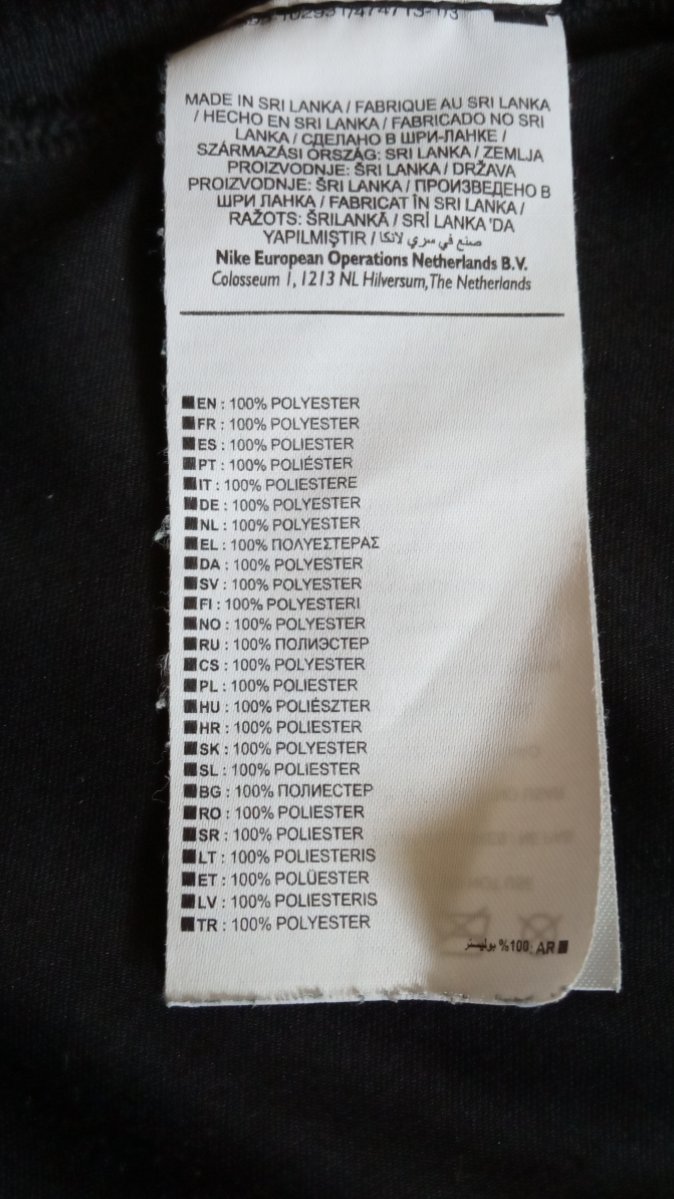 MADE IN SRI LANKA / FABRIQUE AU SRI LANKA
/ HECHO EN SRI LANKA / FABRICADO NO SRI
LANKA / СДЕЛАНО В ШРИ-ЛАНКЕ /
SZÁRMAZÁSI ORSZÁG: SRI LANKA / ZEMLJA
PROIZVODNJE: ŠRI LANKA / DRŽAVA
PROIZVODNJE: ŠRI LANKA / ПРОИЗВЕДЕНО В
ШРИ ЛАНКА / FABRICAT ÎN SRI LANKA /
RAŽOTS: ŠRILANKĀ / SRİ LANKA 'DA
YAPILMIŞTIR / صنع في سري لانكا
Nike European Operations Netherlands B.V.
Colosseum 1, 1213 NL Hilversum, The Netherlands
EN : 100% POLYESTER
FR : 100% POLYESTER
ES : 100% POLIESTER
PT : 100% POLIÉSTER
IT : 100% POLIESTERE
DE : 100% POLYESTER
NL : 100% POLYESTER
EL : 100% ΠΟΛΥΕΣΤΕΡΑΣ
DA : 100% POLYESTER
SV : 100% POLYESTER
FI : 100% POLYESTERI
NO : 100% POLYESTER
RU : 100% ПОЛИЭСТЕР
CS : 100% POLYESTER
PL : 100% POLIESTER
HU : 100% POLIÉSZTER
HR : 100% POLIESTER
SK : 100% POLYESTER
SL : 100% POLIESTER
BG : 100% ПОЛИЕСТЕР
RO : 100% POLIESTER
SR : 100% POLIESTER
LT : 100% POLIESTERIS
ET : 100% POLÜESTER
LV : 100% POLIESTERIS
TR : 100% POLYESTER
AR : 100% بوليستر